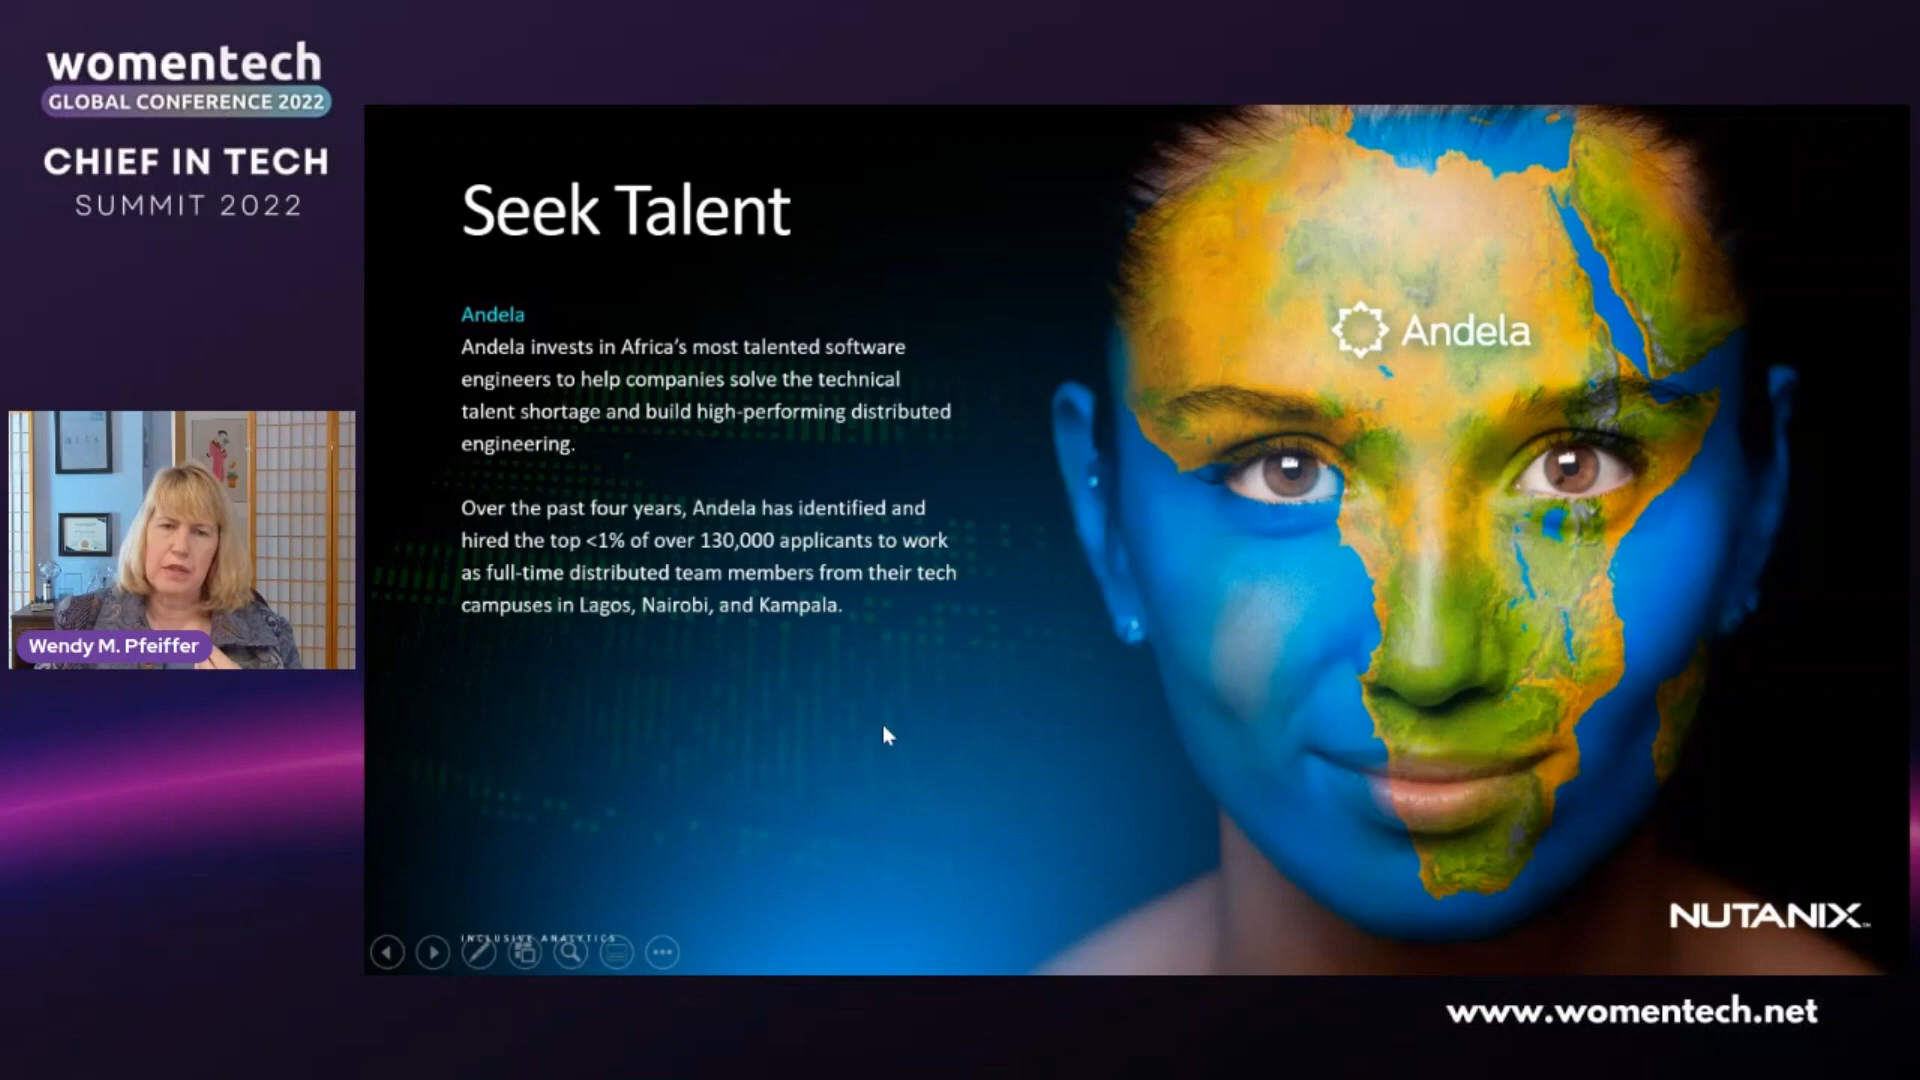 womentech
GLOBAL CONFERENCE 2022
CHIEF IN TECH
SUMMIT 2022
Wendy M. Pfeiffer
Seek Talent
Andela
Andela invests in Africa's most talented software
engineers to help companies solve the technical
talent shortage and build high-performing distributed
engineering.
Over the past four years, Andela has identified and
hired the top <1% of over 130,000 applicants to work
as full-time distributed team members from their tech
campuses in Lagos, Nairobi, and Kampala.
Andela
INCLUSIVE ANALYTICS
NUTANIX™
www.womentech.net